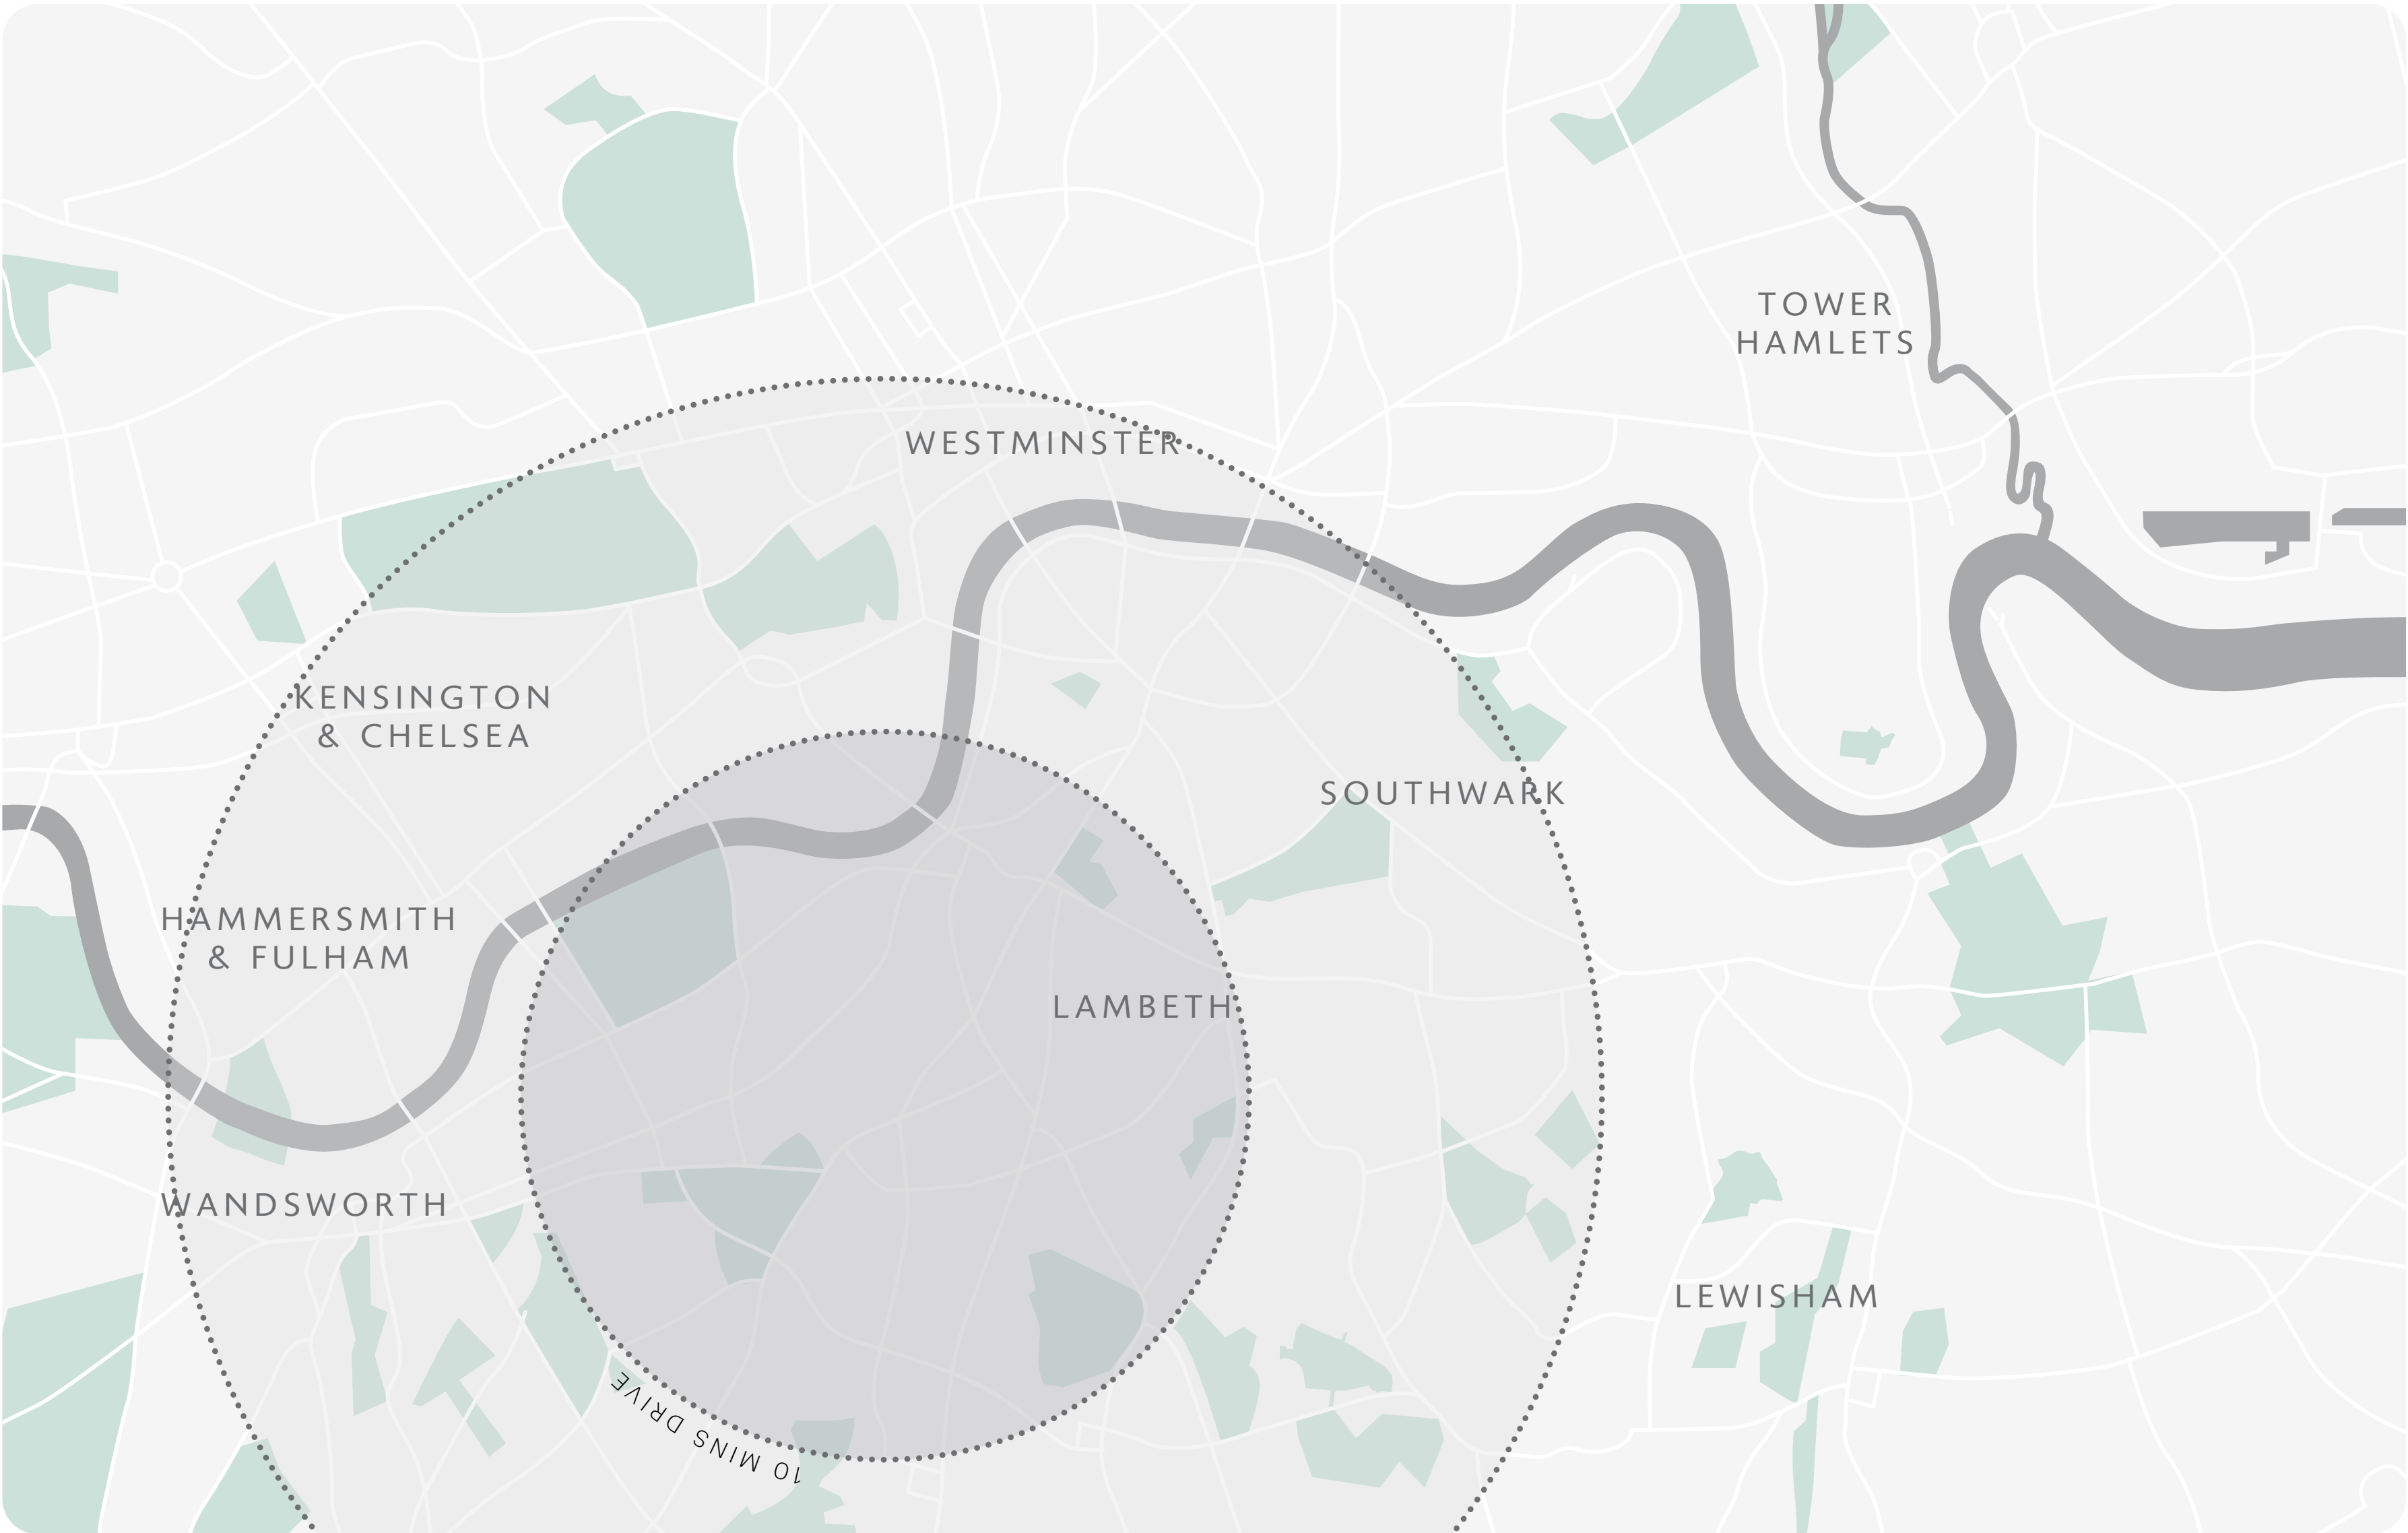 TOWER
HAMLETS
WESTMINSTER
KENSINGTON
& CHELSEA
SOUTHWARK
HAMMERSMITH
& FULHAM
LAMBETH
WANDSWORTH
LEWISHAM
10 MINS DRIVE